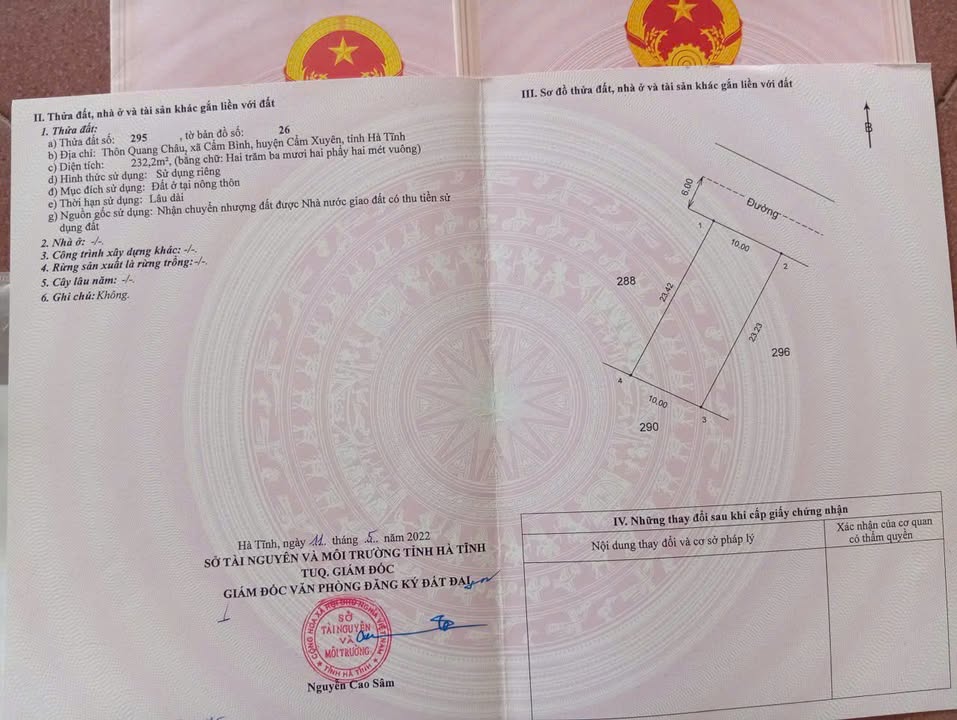 II. Thửa đất, nhà ở và tài sản khác gắn liền với đất
1. Thửa đất:
a) Thửa đất số: 295 , tờ bản đồ số: 26
b) Địa chỉ: Thôn Quang Châu, xã Cẩm Bình, huyện Cẩm Xuyên, tỉnh Hà Tĩnh
c) Diện tích: 232,2m², (bằng chữ: Hai trăm ba mươi hai phẩy hai mét vuông)
d) Hình thức sử dụng: Sử dụng riêng
đ) Mục đích sử dụng: Đất ở tại nông thôn
e) Thời hạn sử dụng: Lâu dài
g) Nguồn gốc sử dụng: Nhận chuyển nhượng đất được Nhà nước giao đất có thu tiền sử
dụng đất
2. Nhà ở: -/-.
3. Công trình xây dựng khác: -/-.
4. Rừng sản xuất là rừng trồng:-/-.
5. Cây lâu năm: -/-.
6. Ghi chú: Không.
Hà Tĩnh, ngày 11 tháng 5 năm 2022
SỞ TÀI NGUYÊN VÀ MÔI TRƯỜNG TỈNH HÀ TĨNH
TUQ. GIÁM ĐỐC
GIÁM ĐỐC VĂN PHÒNG ĐĂNG KÝ ĐẤT ĐAI
CỘNG HÒA XÃ HỘI CHỦ NGHĨA VIỆT NAM
SỞ
TÀI NGUYÊN
VÀ
MÔI TRƯỜNG
★ TỈNH HÀ TĨNH ★
Nguyễn Cao Sâm
III. Sơ đồ thửa đất, nhà ở và tài sản khác gắn liền với đất
B
6,00
Đường
1
10.00
2
288
23.42
23.23
296
4
10,00
3
290
IV. Những thay đổi sau khi cấp giấy chứng nhận
Nội dung thay đổi và cơ sở pháp lý
Xác nhận của cơ quan
có thẩm quyền